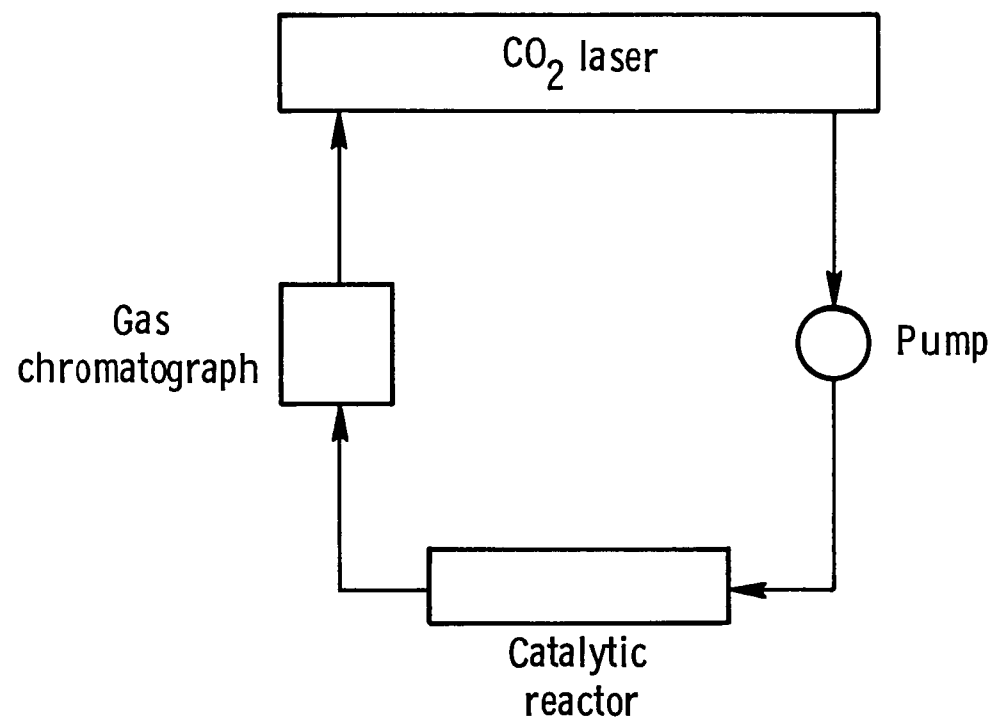 CO₂ laser
Gas
chromatograph
Pump
Catalytic
reactor